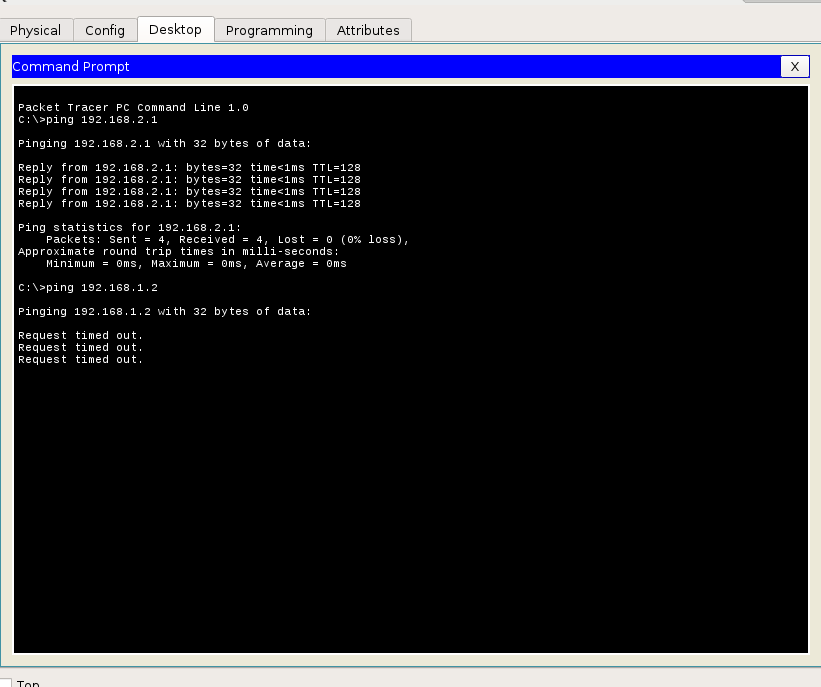 Physical Config Desktop Programming Attributes
Command Prompt X
Packet Tracer PC Command Line 1.0
C:\>ping 192.168.2.1
Pinging 192.168.2.1 with 32 bytes of data:
Reply from 192.168.2.1: bytes=32 time<1ms TTL=128
Reply from 192.168.2.1: bytes=32 time<1ms TTL=128
Reply from 192.168.2.1: bytes=32 time<1ms TTL=128
Reply from 192.168.2.1: bytes=32 time<1ms TTL=128
Ping statistics for 192.168.2.1:
Packets: Sent = 4, Received = 4, Lost = 0 (0% loss),
Approximate round trip times in milli-seconds:
Minimum = 0ms, Maximum = 0ms, Average = 0ms
C:\>ping 192.168.1.2
Pinging 192.168.1.2 with 32 bytes of data:
Request timed out.
Request timed out.
Request timed out.
Top